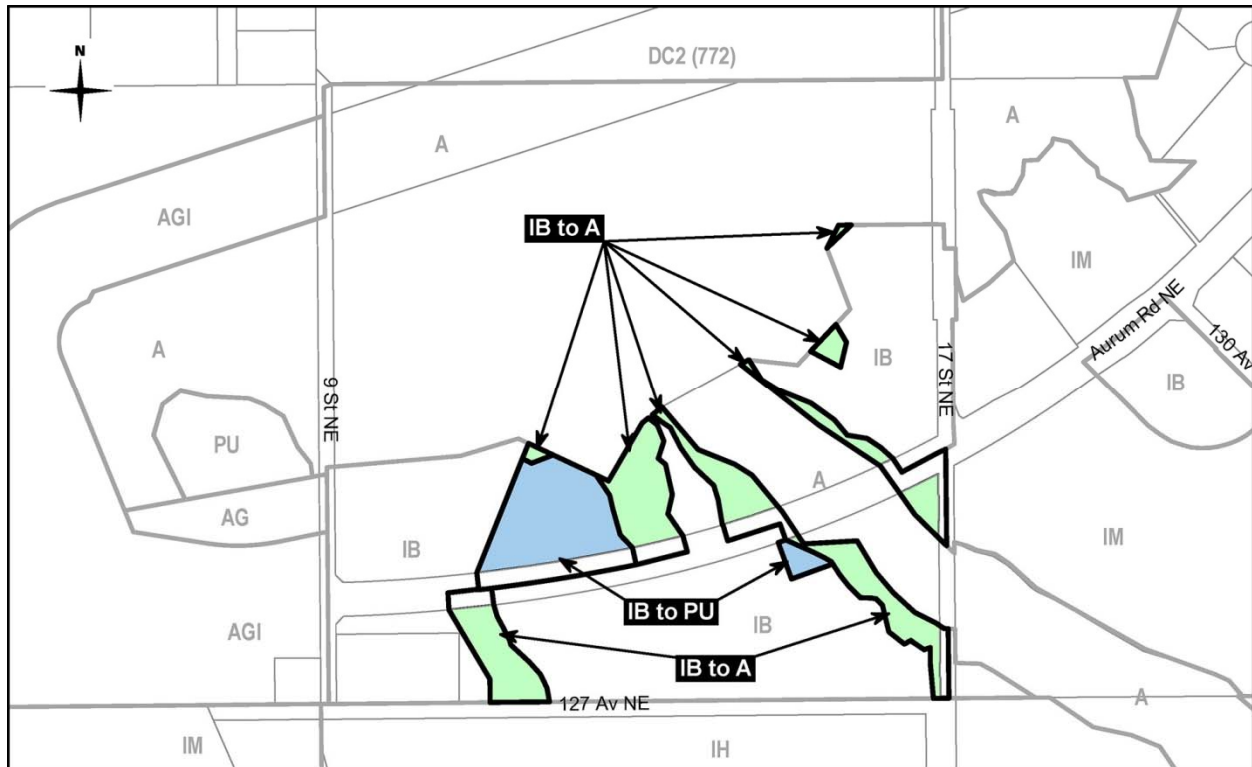 N
DC2 (772)
A
A
AGI
IB to A
IM
A
Aurum Rd NE
130 Av
IB
17 St NE
IB
9 St NE
PU
A
AG
IB
IM
IB to PU
IB
AGI
IB to A
127 Av NE
A
IM
IH